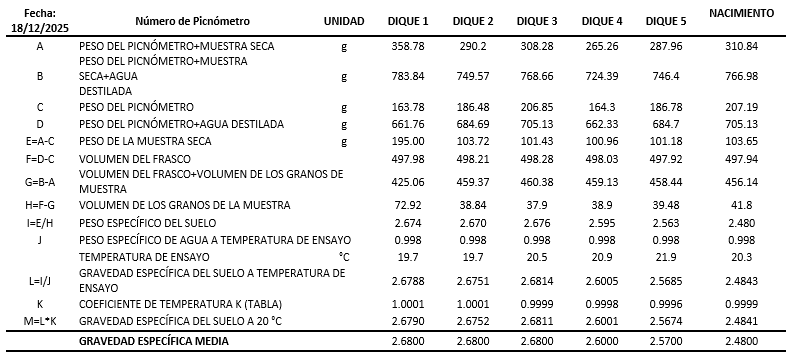 Fecha: 18/12/2025 Número de Picnómetro UNIDAD DIQUE 1 DIQUE 2 DIQUE 3 DIQUE 4 DIQUE 5 NACIMIENTO
A PESO DEL PICNÓMETRO+MUESTRA SECA g 358.78 290.2 308.28 265.26 287.96 310.84
B PESO DEL PICNÓMETRO+MUESTRA SECA+AGUA DESTILADA g 783.84 749.57 768.66 724.39 746.4 766.98
C PESO DEL PICNÓMETRO g 163.78 186.48 206.85 164.3 186.78 207.19
D PESO DEL PICNÓMETRO+AGUA DESTILADA g 661.76 684.69 705.13 662.33 684.7 705.13
E=A-C PESO DE LA MUESTRA SECA g 195.00 103.72 101.43 100.96 101.18 103.65
F=D-C VOLUMEN DEL FRASCO 497.98 498.21 498.28 498.03 497.92 497.94
G=B-A VOLUMEN DEL FRASCO+VOLUMEN DE LOS GRANOS DE MUESTRA 425.06 459.37 460.38 459.13 458.44 456.14
H=F-G VOLUMEN DE LOS GRANOS DE LA MUESTRA 72.92 38.84 37.9 38.9 39.48 41.8
I=E/H PESO ESPECÍFICO DEL SUELO 2.674 2.670 2.676 2.595 2.563 2.480
J PESO ESPECÍFICO DE AGUA A TEMPERATURA DE ENSAYO 0.998 0.998 0.998 0.998 0.998 0.998
TEMPERATURA DE ENSAYO °C 19.7 19.7 20.5 20.9 21.9 20.3
L=I/J GRAVEDAD ESPECÍFICA DEL SUELO A TEMPERATURA DE ENSAYO 2.6788 2.6751 2.6814 2.6005 2.5685 2.4843
K COEFICIENTE DE TEMPERATURA K (TABLA) 1.0001 1.0001 0.9999 0.9998 0.9996 0.9999
M=L*K GRAVEDAD ESPECÍFICA DEL SUELO A 20 °C 2.6790 2.6752 2.6811 2.6001 2.5674 2.4841
GRAVEDAD ESPECÍFICA MEDIA 2.6800 2.6800 2.6800 2.6000 2.5700 2.4800